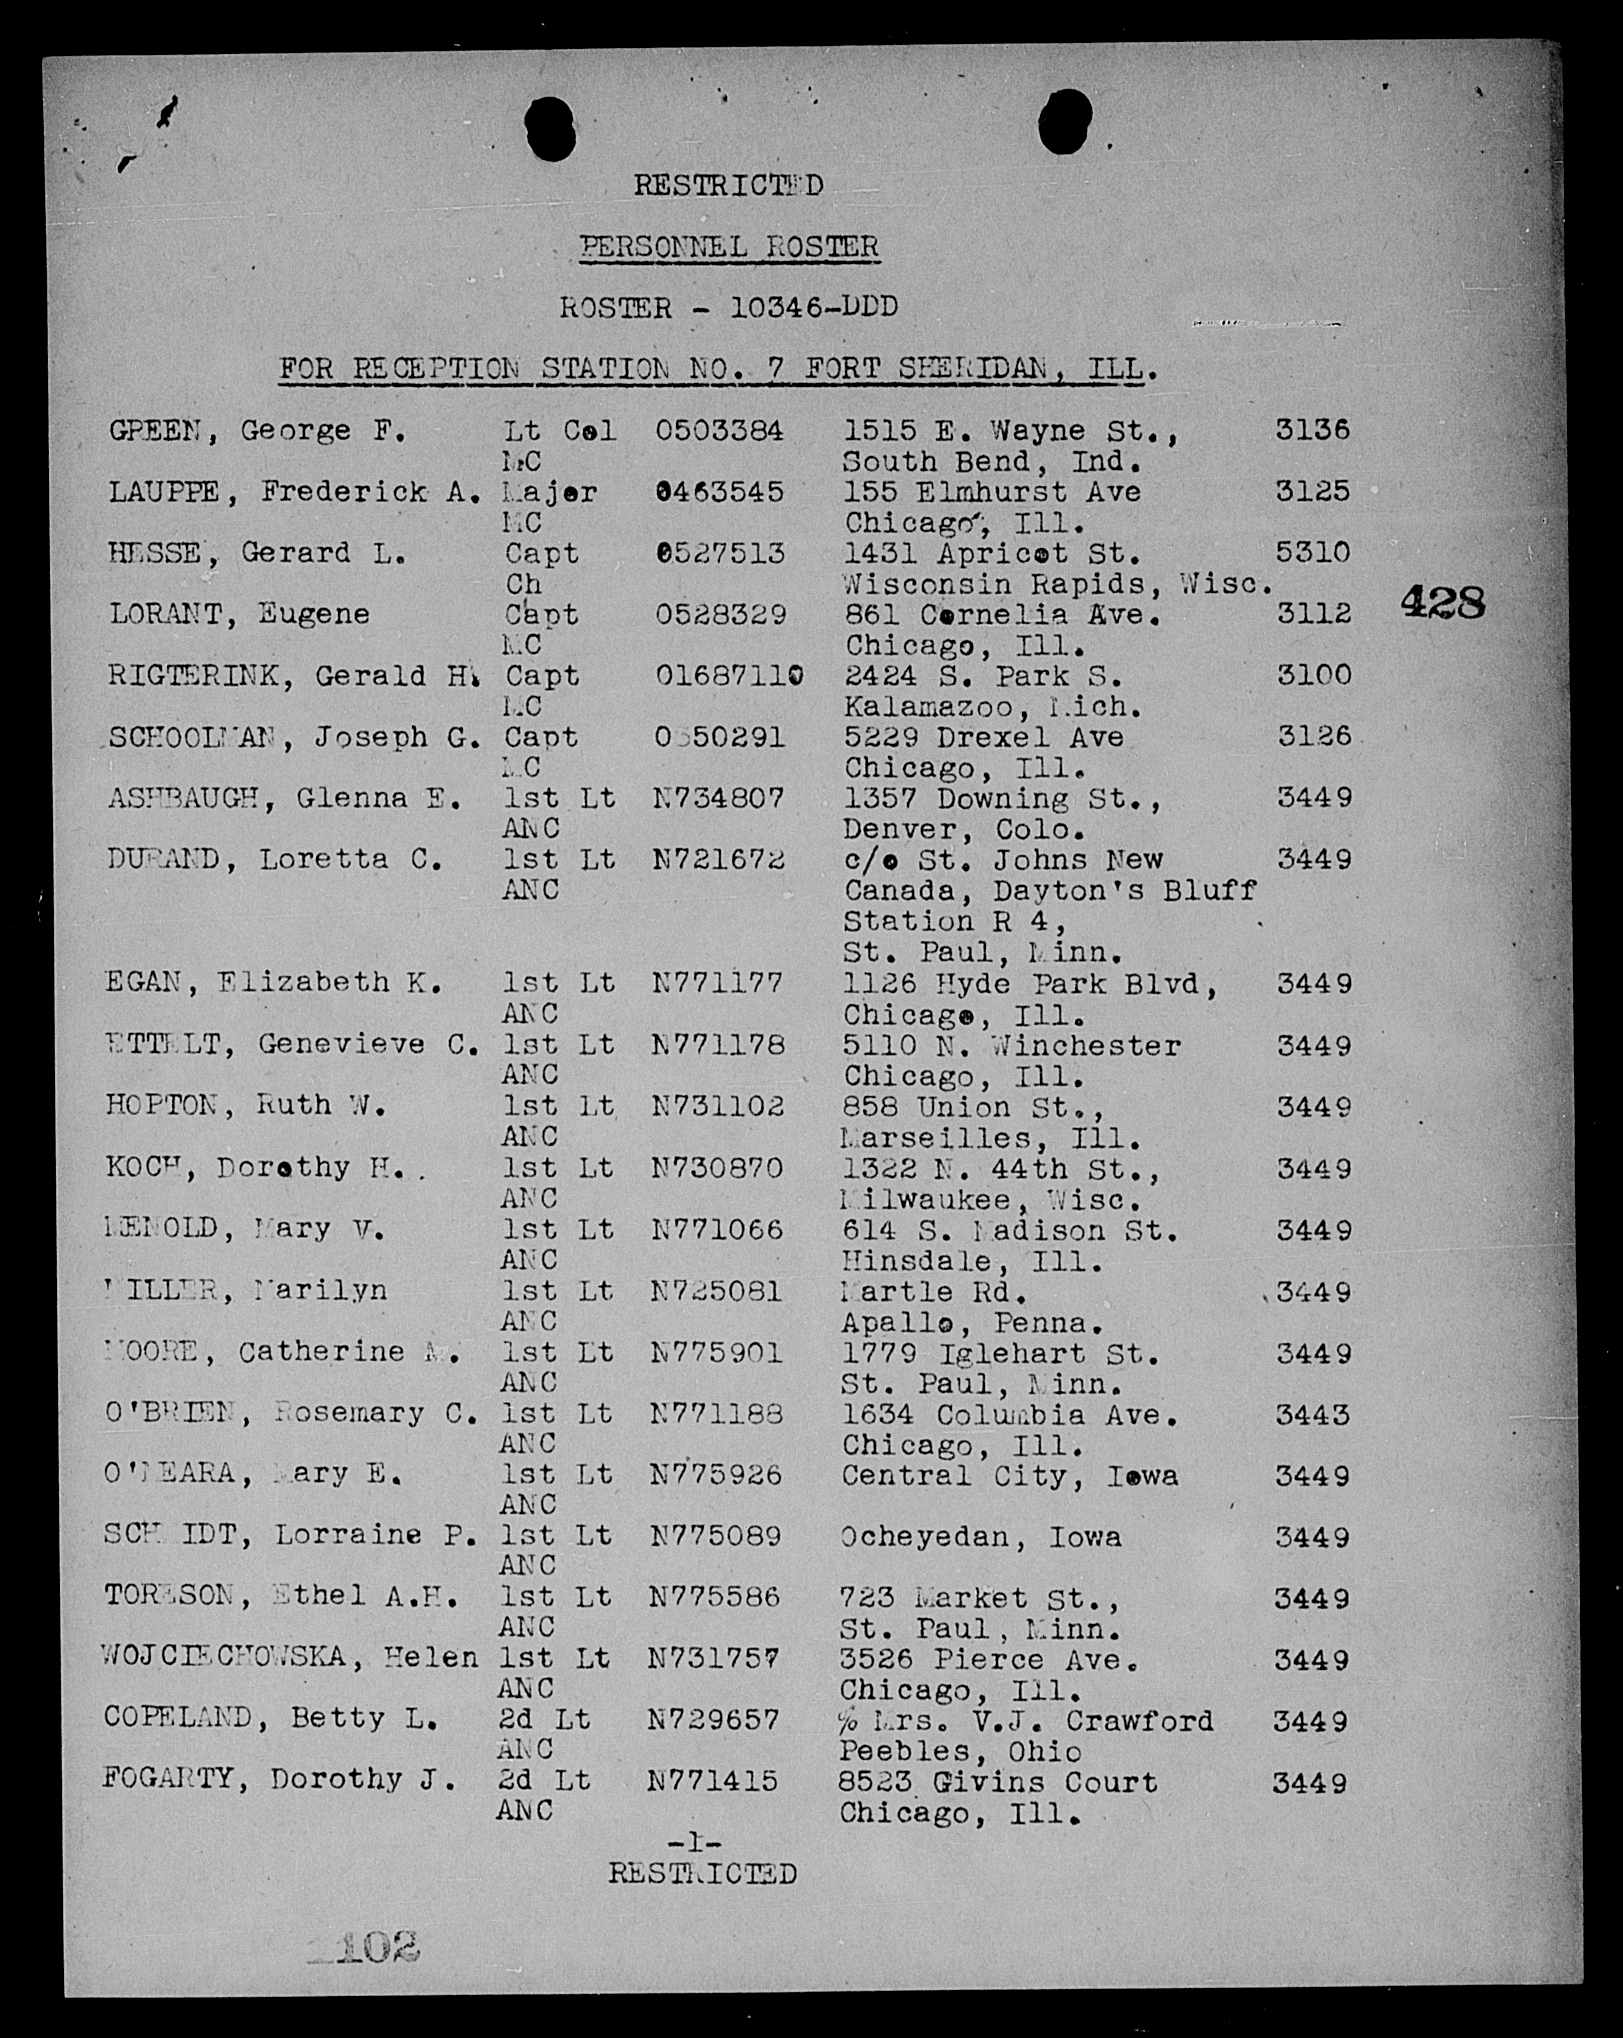 RESTRICTED
PERSONNEL ROSTER
ROSTER - 10346-DDD
FOR RECEPTION STATION NO. 7 FORT SHERIDAN, ILL.
GREEN, George F. Lt Col 0503384 1515 E. Wayne St., 3136
MC South Bend, Ind.
LAUPPE, Frederick A. Major 0463545 155 Elmhurst Ave 3125
MC Chicago, Ill.
HESSE, Gerard L. Capt 0527513 1431 Apricot St. 5310
Ch Wisconsin Rapids, Wisc.
428
LORANT, Eugene Capt 0528329 861 Cornelia Ave. 3112
MC Chicago, Ill.
RIGTERINK, Gerald H. Capt 01687110 2424 S. Park S. 3100
MC Kalamazoo, Mich.
SCHOOLMAN, Joseph G. Capt 5229 Drexel Ave 3126
MC Chicago, Ill.
ASHBAUGH, Glenna E. 1st Lt N734807 1357 Downing St., 3449
ANC Denver, Colo.
DURAND, Loretta C. 1st Lt N721672 c/o St. Johns New 3449
ANC Canada, Dayton's Bluff
Station R 4,
St. Paul, Minn.
EGAN, Elizabeth K. 1st Lt N771177 1126 Hyde Park Blvd, 3449
ANC Chicago, Ill.
ETTELT, Genevieve C. 1st Lt N771178 5110 N. Winchester 3449
ANC Chicago, Ill.
HOPTON, Ruth W. 1st Lt N731102 858 Union St., 3449
ANC Marseilles, Ill.
KOCH, Dorothy H. 1st Lt N730870 1322 N. 44th St., 3449
ANC Milwaukee, Wisc.
MENOLD, Mary V. 1st Lt N771066 614 S. Madison St. 3449
ANC Hinsdale, Ill.
MILLER, Marilyn 1st Lt N725081 Martle Rd. 3449
ANC Apallo, Penna.
MOORE, Catherine M. 1st Lt N775901 1779 Iglehart St. 3449
ANC St. Paul, Minn.
O'BRIEN, Rosemary C. 1st Lt N771188 1634 Columbia Ave. 3443
ANC Chicago, Ill.
O'MEARA, Mary E. 1st Lt N775926 Central City, Iowa 3449
ANC
SCHMIDT, Lorraine P. 1st Lt N775089 Ocheyedan, Iowa 3449
ANC
TORESON, Ethel A.H. 1st Lt N775586 723 Market St., 3449
ANC St. Paul, Minn.
WOJCIECHOWSKA, Helen 1st Lt N731757 3526 Pierce Ave. 3449
ANC Chicago, Ill.
COPELAND, Betty L. 2d Lt N729657 % Mrs. V.J. Crawford 3449
ANC Peebles, Ohio
FOGARTY, Dorothy J. 2d Lt N771415 8523 Givins Court 3449
ANC Chicago, Ill.
-1-
RESTRICTED